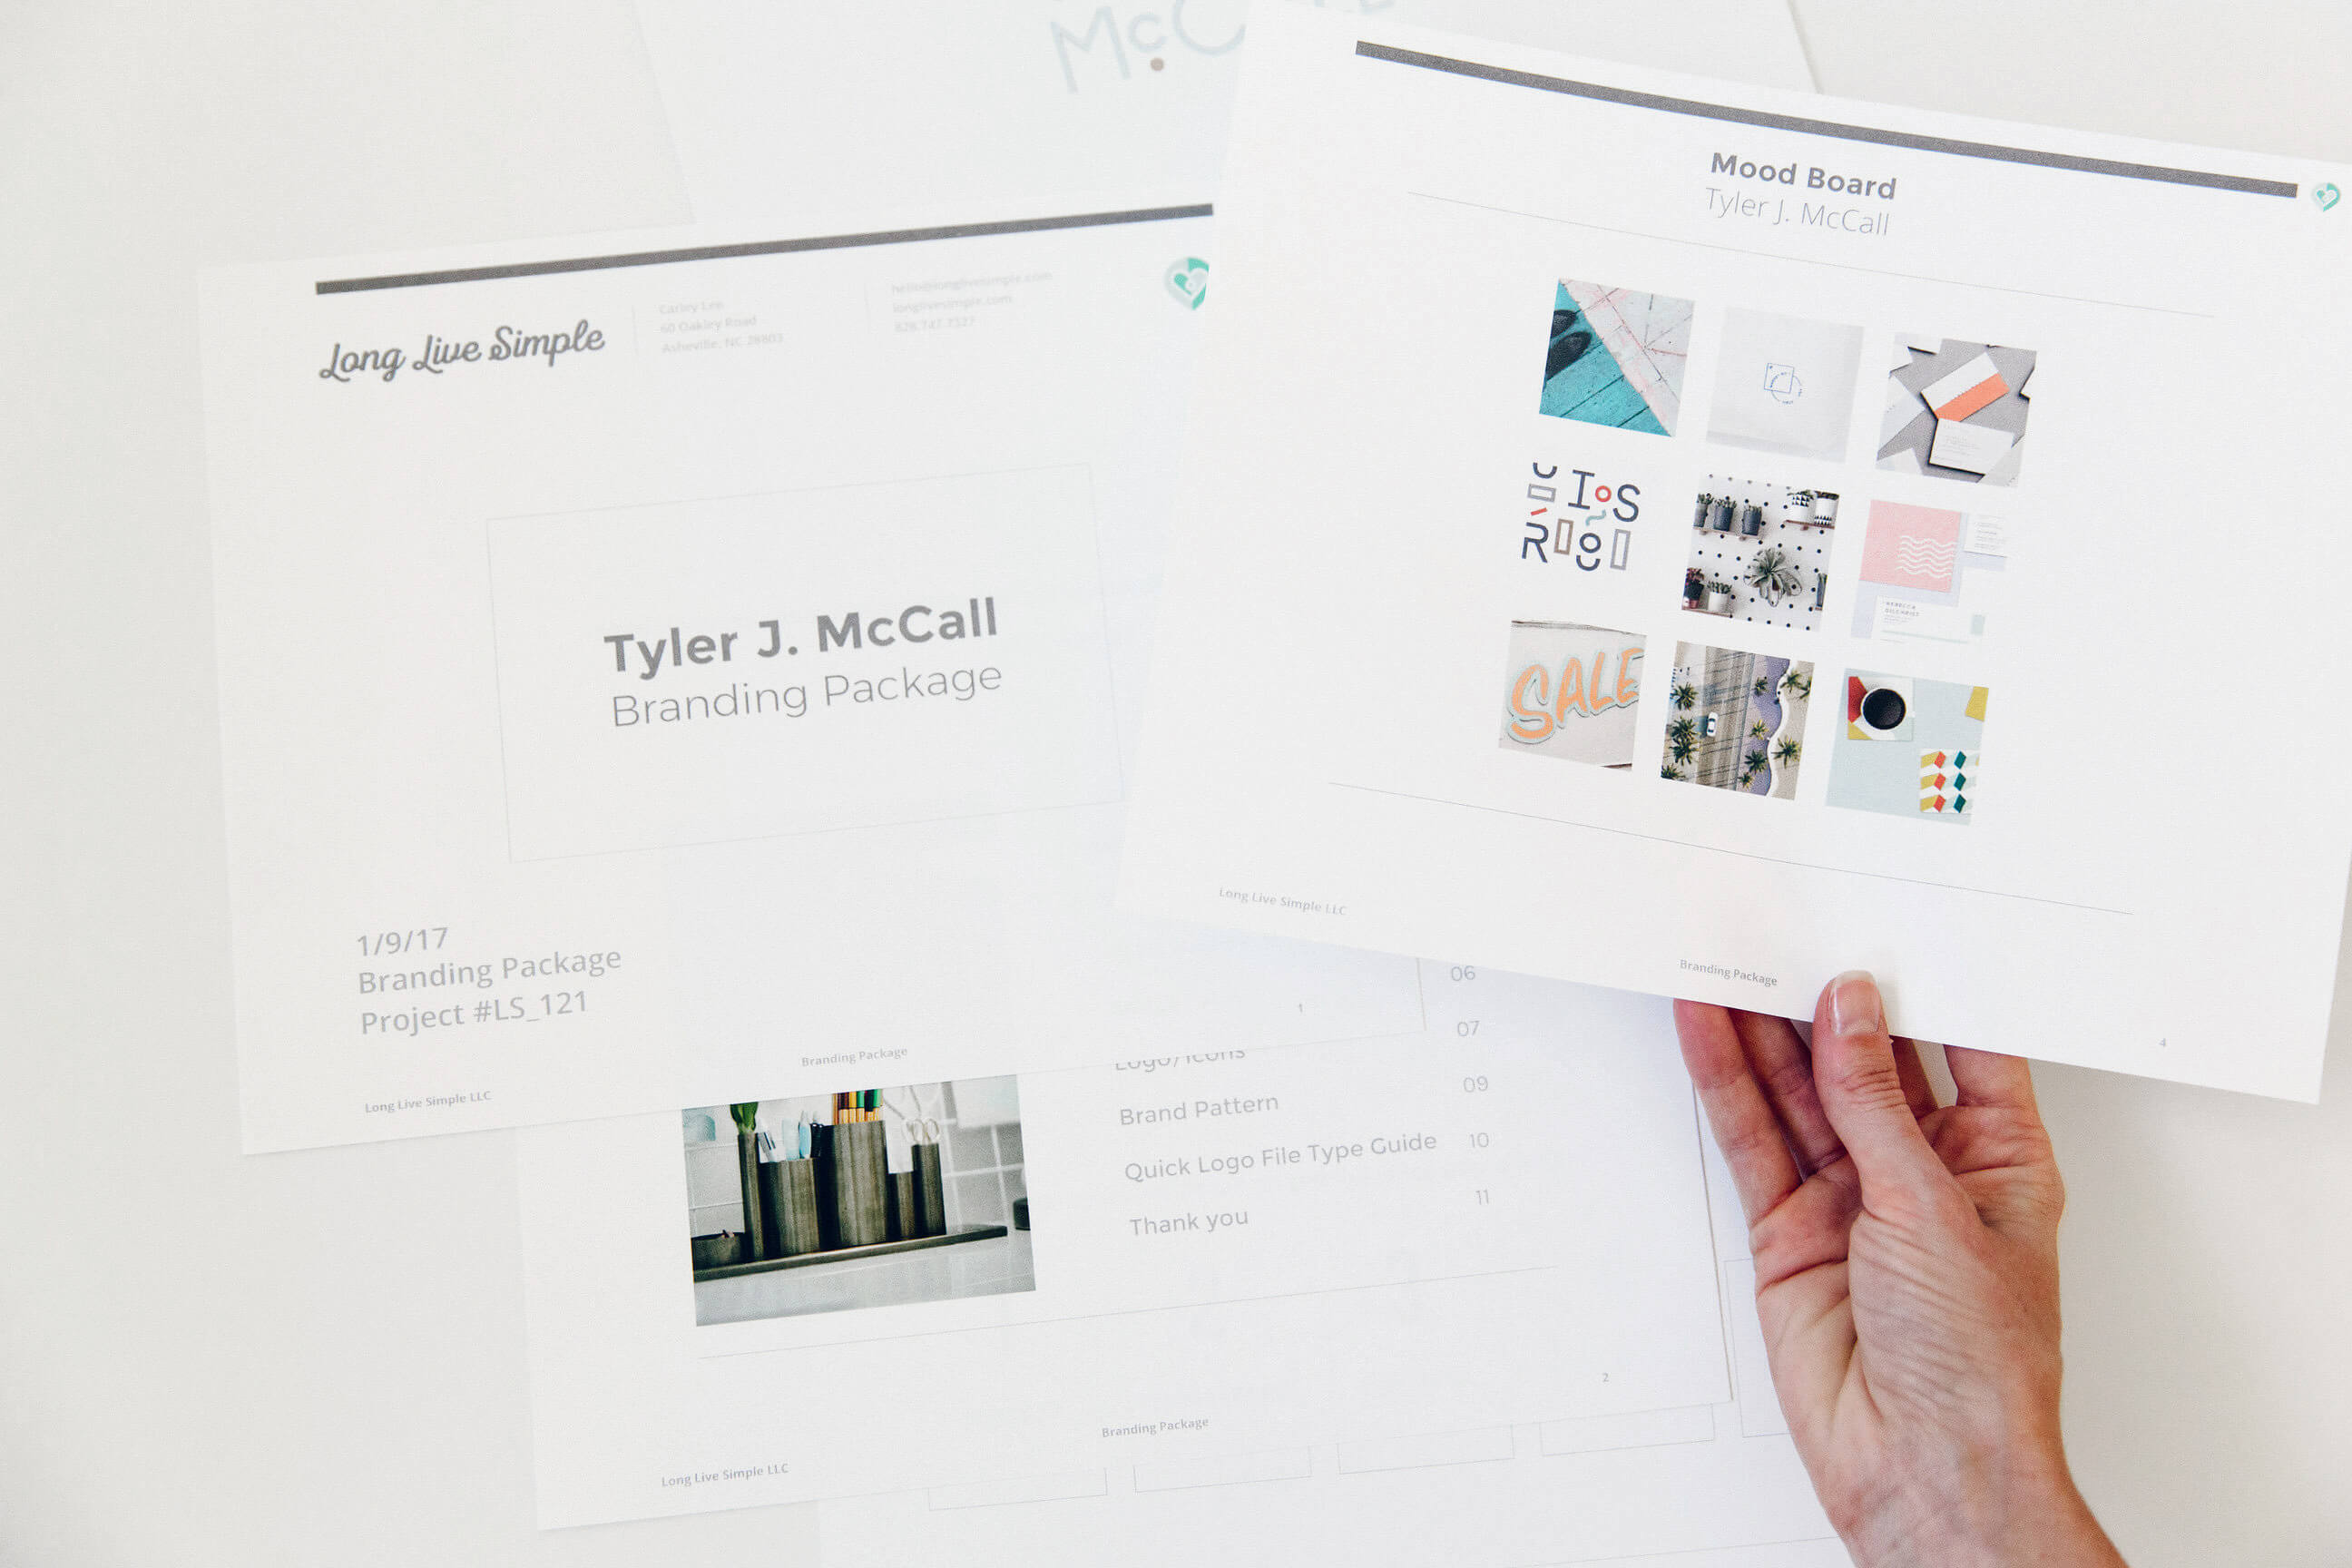 McC
Long Live Simple
Carley Lee
60 Oakley Road
Asheville, NC 28803
hello@longlivesimple.com
longlivesimple.com
828.747.7527
Tyler J. McCall
Branding Package
1/9/17
Branding Package
Project #LS_121
Long Live Simple LLC
Branding Package
1
Mood Board
Tyler J. McCall
SALE
Long Live Simple LLC
Branding Package
4
06
07
Logo/Icons
09
Brand Pattern
10
Quick Logo File Type Guide
11
Thank you
Long Live Simple LLC
Branding Package
2